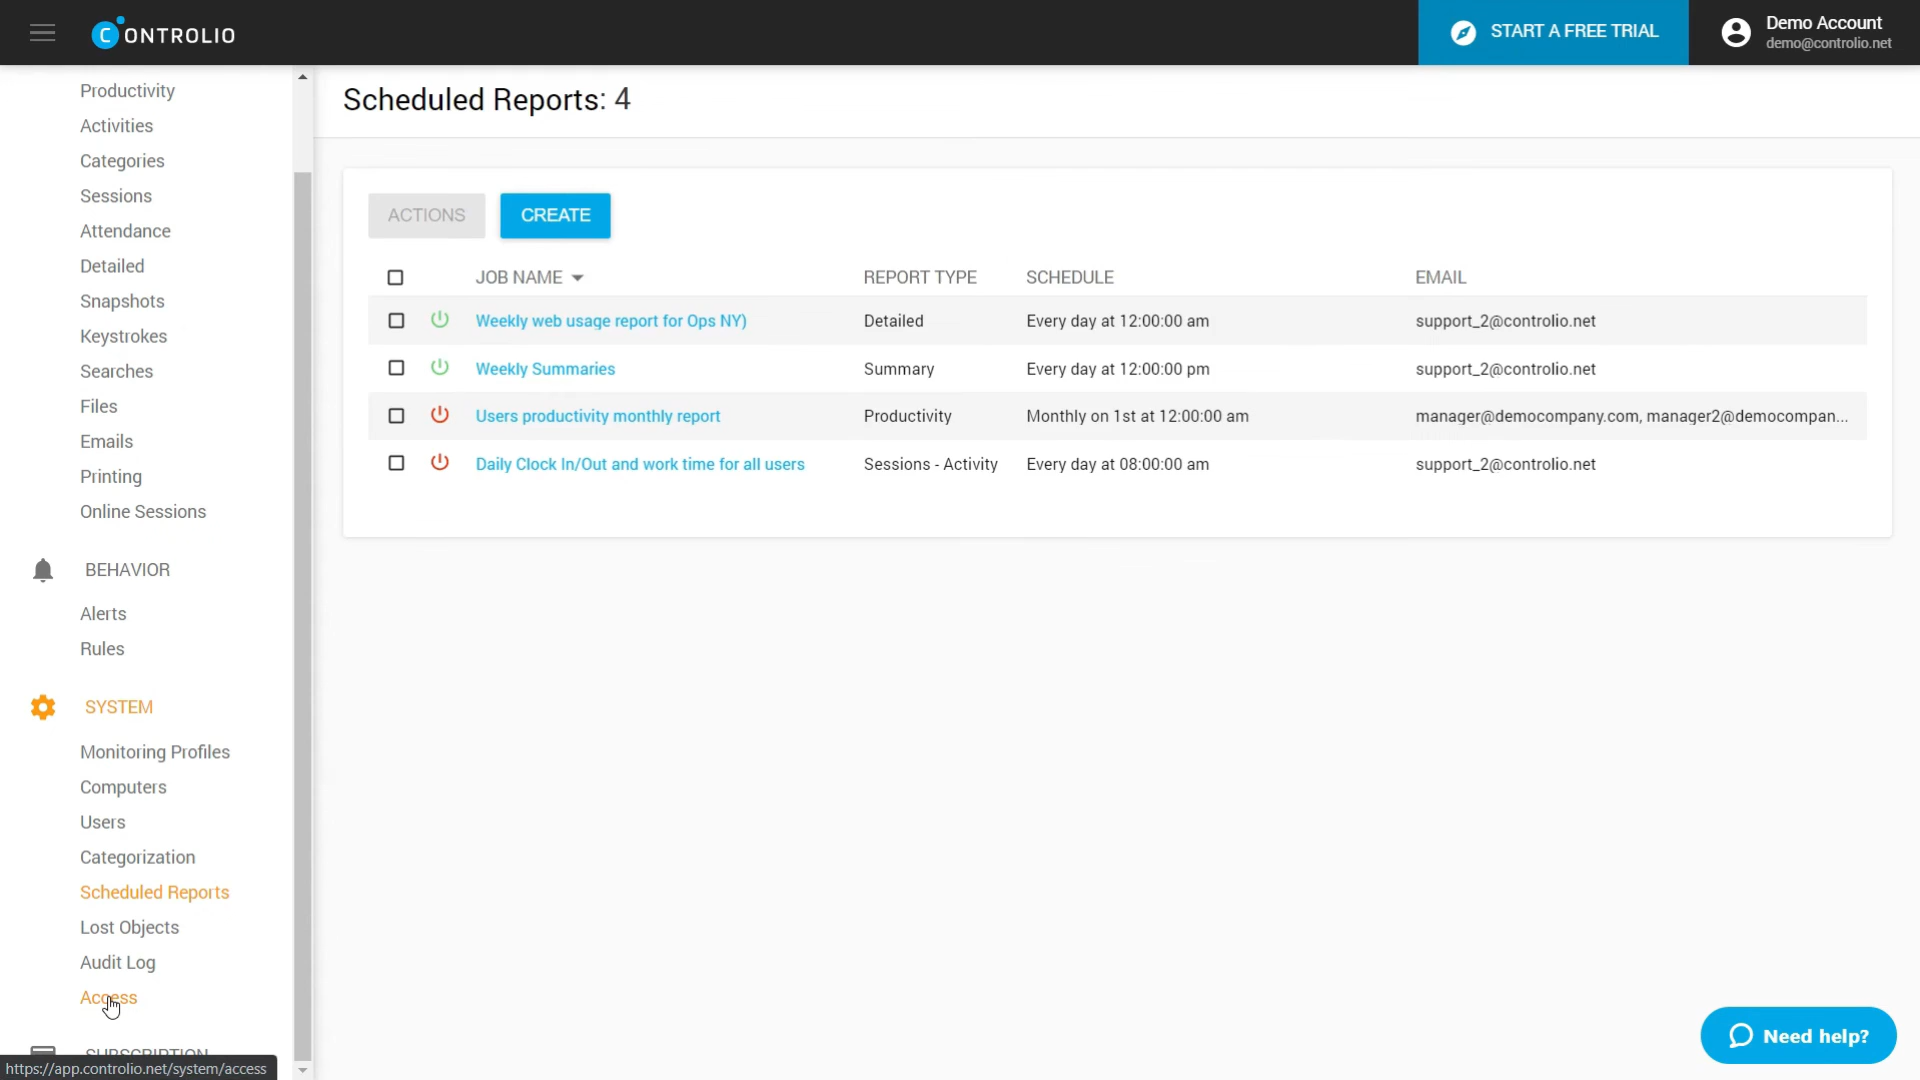 CONTROLIO
START A FREE TRIAL
Demo Account
demo@controlio.net
Productivity
Activities
Categories
Sessions
Attendance
Detailed
Snapshots
Keystrokes
Searches
Files
Emails
Printing
Online Sessions
BEHAVIOR
Alerts
Rules
SYSTEM
Monitoring Profiles
Computers
Users
Categorization
Scheduled Reports
Lost Objects
Audit Log
Access
SUBSCRIPTION
https://app.controlio.net/system/access
Scheduled Reports: 4
ACTIONS CREATE
JOB NAME REPORT TYPE SCHEDULE EMAIL
Weekly web usage report for Ops NY) Detailed Every day at 12:00:00 am support_2@controlio.net
Weekly Summaries Summary Every day at 12:00:00 pm support_2@controlio.net
Users productivity monthly report Productivity Monthly on 1st at 12:00:00 am manager@democompany.com, manager2@democompan...
Daily Clock In/Out and work time for all users Sessions - Activity Every day at 08:00:00 am support_2@controlio.net
Need help?